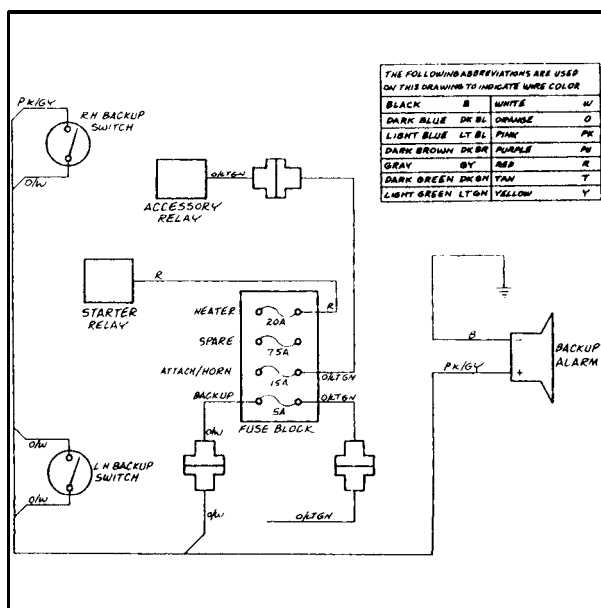 THE FOLLOWING ABBREVIATIONS ARE USED
ON THIS DRAWING TO INDICATE WIRE COLOR
BLACK B WHITE W
DARK BLUE DK BL ORANGE O
LIGHT BLUE LT BL PINK PK
DARK BROWN DK BR PURPLE PU
GRAY GY RED R
DARK GREEN DK GN TAN T
LIGHT GREEN LT GN YELLOW Y
PK/GY
RH BACKUP
SWITCH
O/W
O/LTGN
ACCESSORY
RELAY
R
STARTER
RELAY
HEATER
20A
R
SPARE
7.5A
ATTACH/HORN
15A
O/LTGN
BACKUP
5A
O/LTGN
FUSE BLOCK
B
-
BACKUP
ALARM
PK/GY
+
O/W
LH BACKUP
SWITCH
O/W
O/W
O/W
O/LTGN